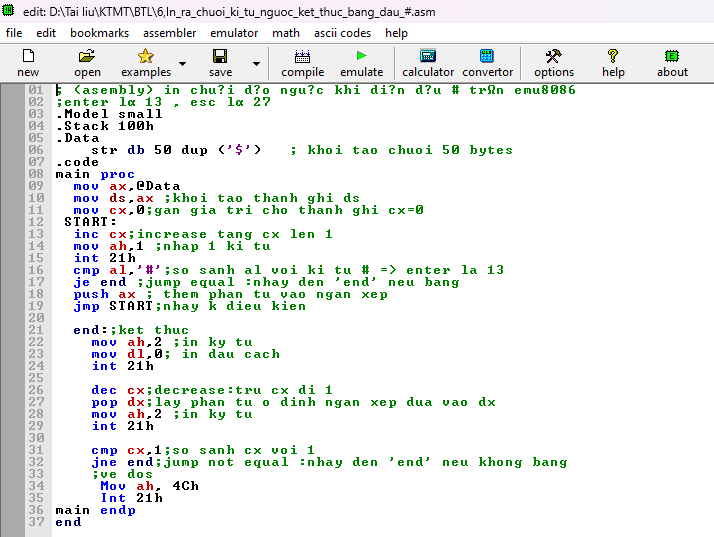 edit: D:\Tai liu\KTMT\BTL\6,In_ra_chuoi_ki_tu_nguoc_ket_thuc_bang_dau_#.asm
file edit bookmarks assembler emulator math ascii codes help
new open examples save compile emulate calculator convertor options help about
01 ; (asembly) in chu?i d?o ngu?c khi di?n d?u # trΩn emu8086
02 ;enter lα 13 , esc lα 27
03 .Model small
04 .Stack 100h
05 .Data
06 str db 50 dup ('$') ; khoi tao chuoi 50 bytes
07 .code
08 main proc
09 mov ax,@Data
10 mov ds,ax ;khoi tao thanh ghi ds
11 mov cx,0;gan gia tri cho thanh ghi cx=0
12 START:
13 inc cx;increase tang cx len 1
14 mov ah,1 ;nhap 1 ki tu
15 int 21h
16 cmp al,'#';so sanh al voi ki tu # => enter la 13
17 je end ;jump equal :nhay den 'end' neu bang
18 push ax ; them phan tu vao ngan xep
19 jmp START;nhay k dieu kien
20
21 end:;ket thuc
22 mov ah,2 ;in ky tu
23 mov dl,0; in dau cach
24 int 21h
25
26 dec cx;decrease:tru cx di 1
27 pop dx;lay phan tu o dinh ngan xep dua vao dx
28 mov ah,2 ;in ky tu
29 int 21h
30
31 cmp cx,1;so sanh cx voi 1
32 jne end;jump not equal :nhay den 'end' neu khong bang
33 ;ve dos
34 Mov ah, 4Ch
35 Int 21h
36 main endp
37 end